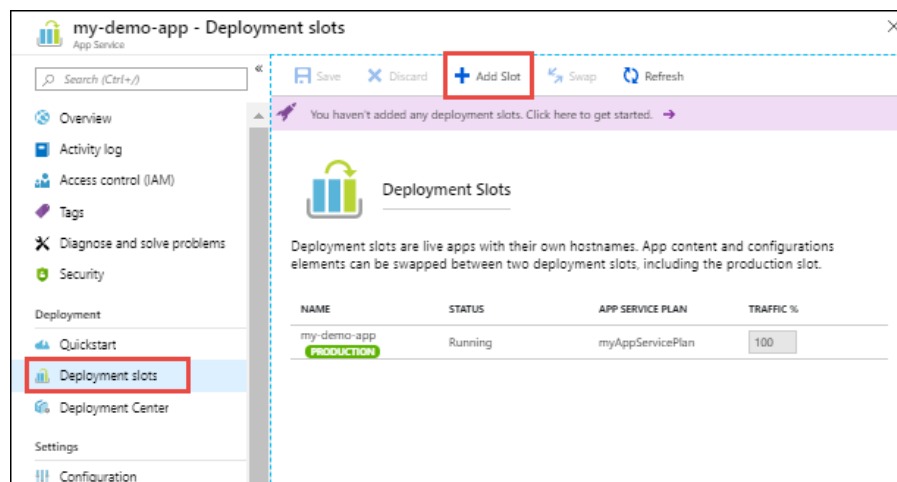 my-demo-app - Deployment slots
App Service
Search (Ctrl+/)
«
Overview
Activity log
Access control (IAM)
Tags
Diagnose and solve problems
Security
Deployment
Quickstart
Deployment slots
Deployment Center
Settings
Configuration
Save Discard Add Slot Swap Refresh
You haven't added any deployment slots. Click here to get started. →
Deployment Slots
Deployment slots are live apps with their own hostnames. App content and configurations
elements can be swapped between two deployment slots, including the production slot.
NAME STATUS APP SERVICE PLAN TRAFFIC %
my-demo-app
PRODUCTION
Running myAppServicePlan 100